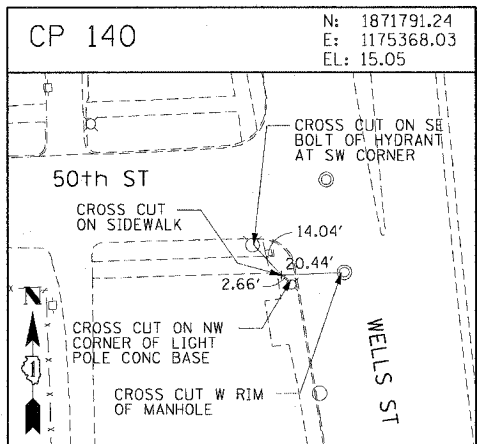 CP 140
N: 1871791.24
E: 1175368.03
EL: 15.05
CROSS CUT ON SE
BOLT OF HYDRANT
AT SW CORNER
50th ST
CROSS CUT
ON SIDEWALK
14.04'
20.44'
2.66'
N
1
CROSS CUT ON NW
CORNER OF LIGHT
POLE CONC BASE
WELLS ST
CROSS CUT W RIM
OF MANHOLE